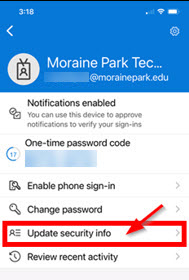 3:18
Moraine Park Tec...
@morainepark.edu
Notifications enabled
You can use this device to approve
notifications to verify your sign-ins
One-time password code
17
Enable phone sign-in
Change password
Update security info
Review recent activity